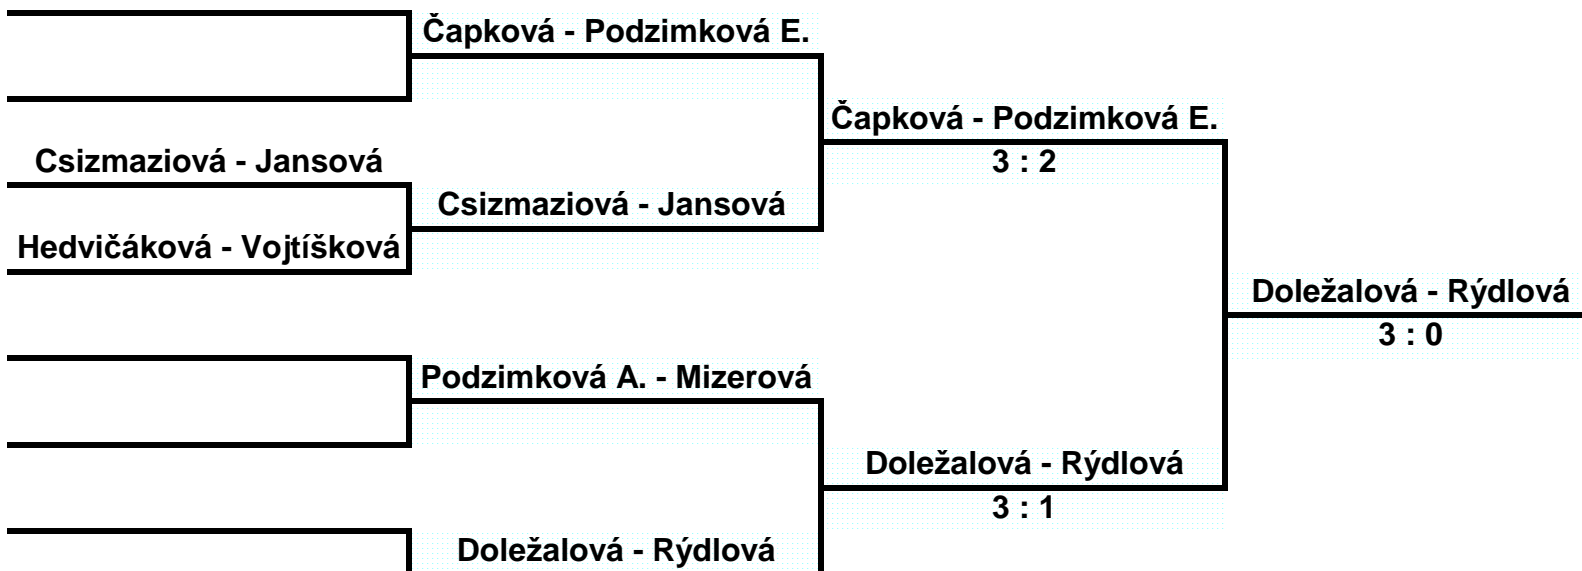 Čapková - Podzimková E.
Čapková - Podzimková E.
Csizmaziová - Jansová
3 : 2
Csizmaziová - Jansová
Hedvičáková - Vojtíšková
Doležalová - Rýdlová
3 : 0
Podzimková A. - Mizerová
Doležalová - Rýdlová
3 : 1
Doležalová - Rýdlová